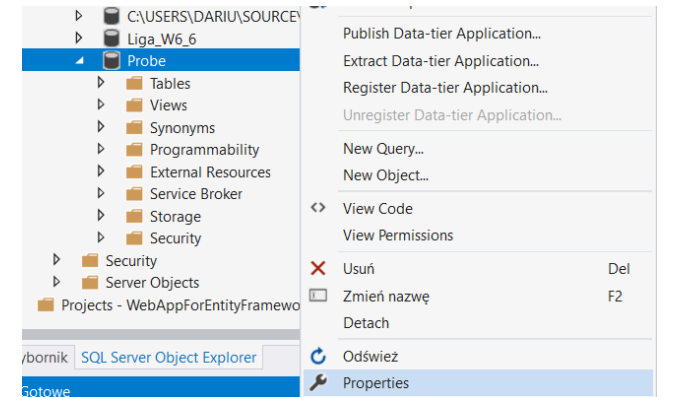 C:\USERS\DARIU\SOURCE\
Liga_W6_6
Probe
Tables
Views
Synonyms
Programmability
External Resources
Service Broker
Storage
Security
Security
Server Objects
Projects - WebAppForEntityFramewo
ybornik SQL Server Object Explorer
Gotowe
Publish Data-tier Application...
Extract Data-tier Application...
Register Data-tier Application...
Unregister Data-tier Application...
New Query...
New Object...
View Code
View Permissions
Usuń Del
Zmień nazwę F2
Detach
Odśwież
Properties